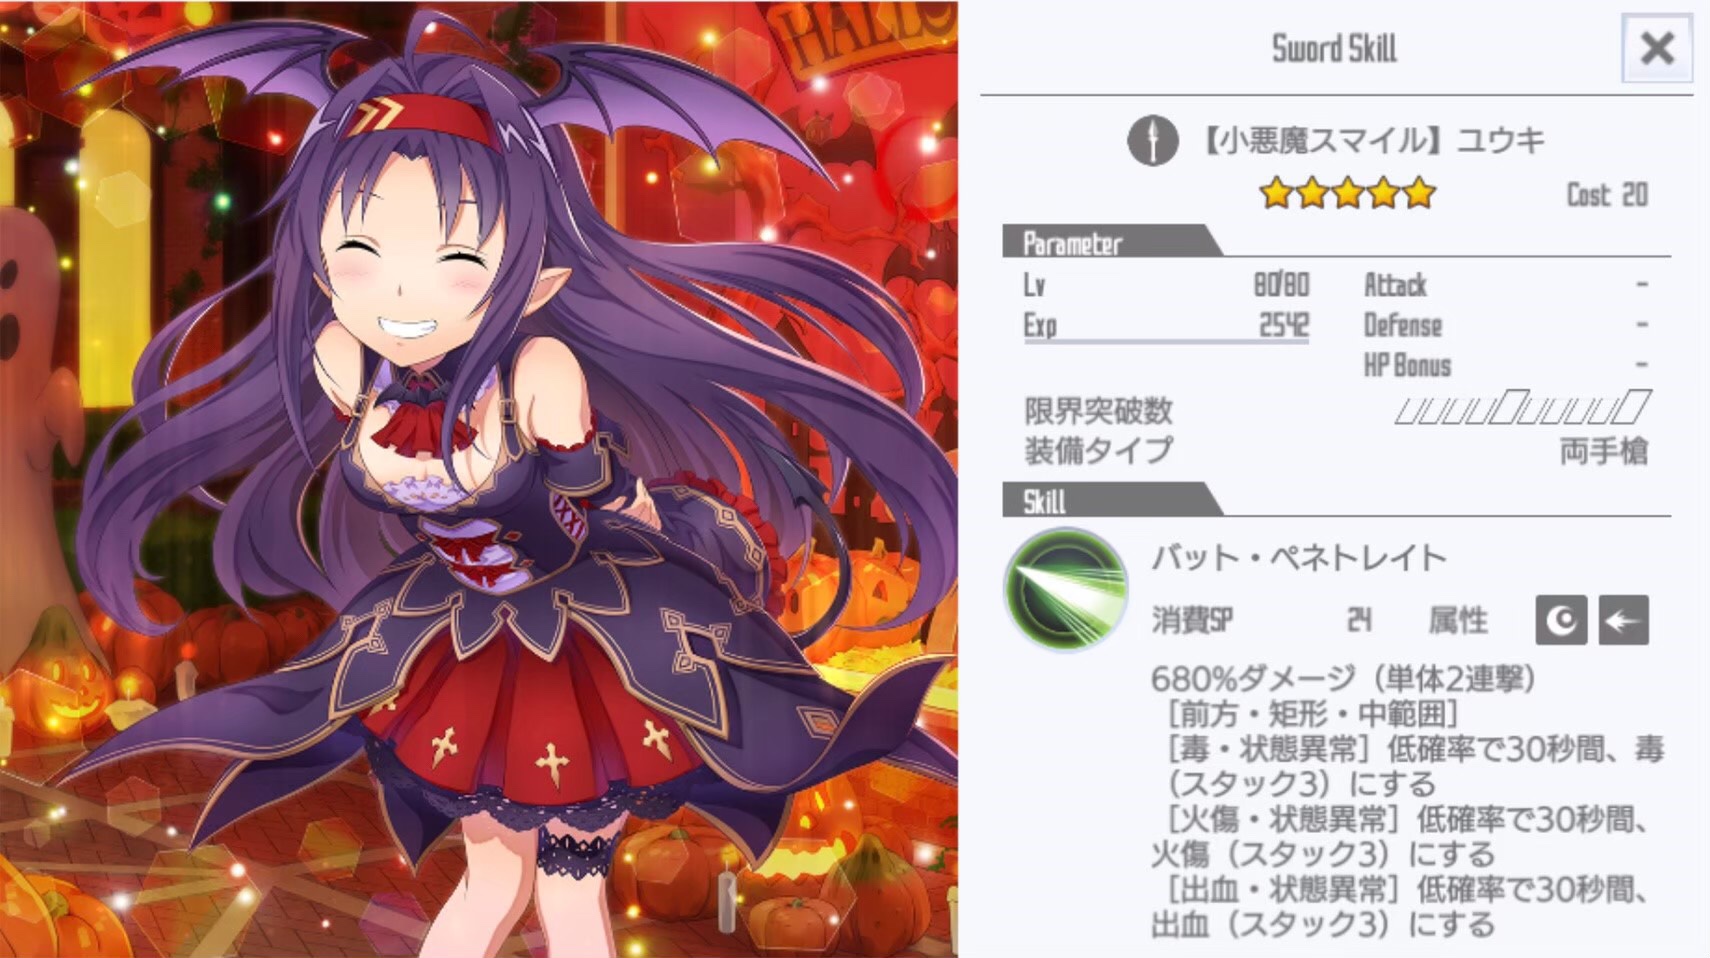 HALLO
Sword Skill
【小悪魔スマイル】ユウキ
Cost 20
Parameter
Lv 80/80 Attack -
Exp 2542 Defense -
HP Bonus -
限界突破数
装備タイプ 両手槍
Skill
バット・ペネトレイト
消費SP 24 属性
680%ダメージ（単体2連撃）
［前方・矩形・中範囲］
［毒・状態異常］低確率で30秒間、毒
（スタック3）にする
［火傷・状態異常］低確率で30秒間、
火傷（スタック3）にする
［出血・状態異常］低確率で30秒間、
出血（スタック3）にする